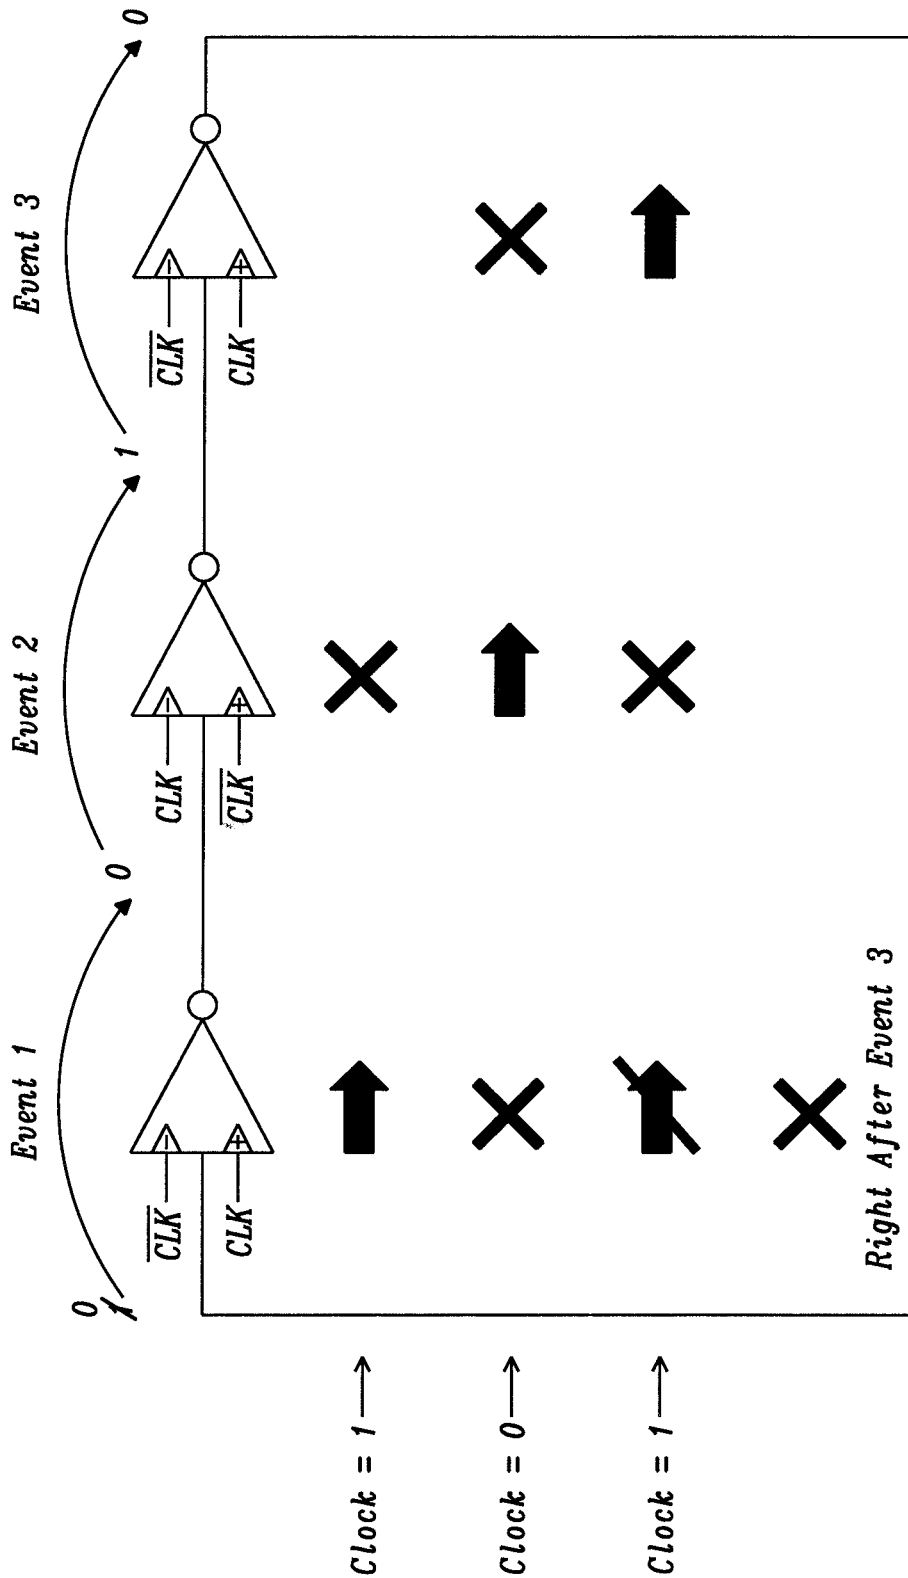 Event 1
Event 2
Event 3
0
1
0
1
0
CLK
CLK
CLK
CLK
CLK
CLK
Clock = 1
Clock = 0
Clock = 1
Right After Event 3